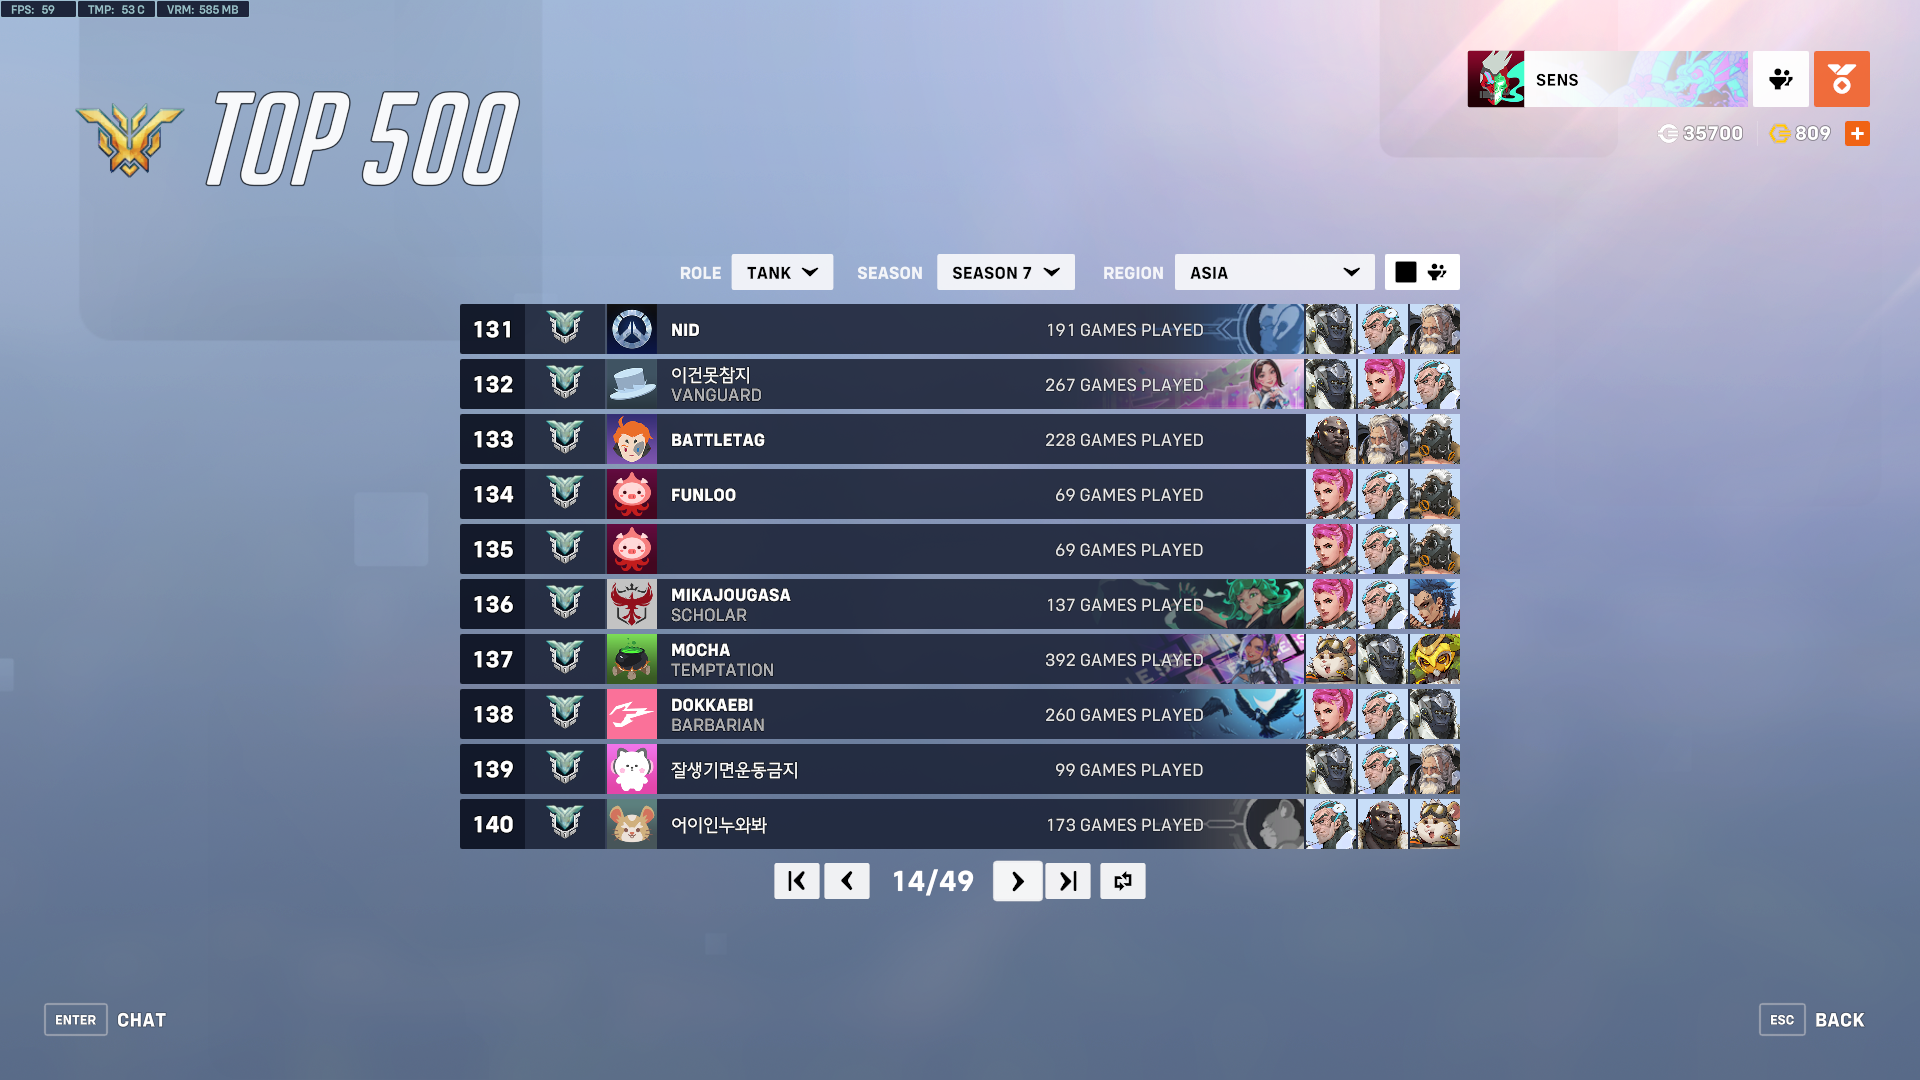 FPS: 59 TMP: 53 C VRM: 585 MB
TOP 500
SENS
35700 809
ROLE TANK SEASON SEASON 7 REGION ASIA
131 NID 191 GAMES PLAYED
132 이건못참지 267 GAMES PLAYED
VANGUARD
133 BATTLETAG 228 GAMES PLAYED
134 FUNLOO 69 GAMES PLAYED
135 69 GAMES PLAYED
136 MIKAJOUGASA 137 GAMES PLAYED
SCHOLAR
137 MOCHA 392 GAMES PLAYED
TEMPTATION
138 DOKKAEBI 260 GAMES PLAYED
BARBARIAN
139 잘생기면운동금지 99 GAMES PLAYED
140 어이인누와봐 173 GAMES PLAYED
14/49
ENTER CHAT
ESC BACK